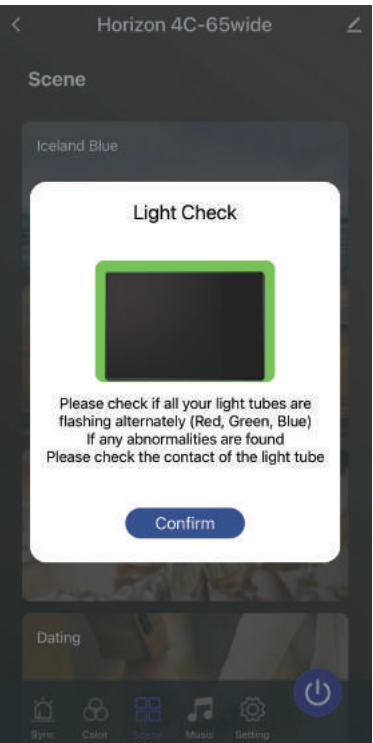 Horizon 4C-65wide
Scene
Iceland Blue
Light Check
Please check if all your light tubes are
flashing alternately (Red, Green, Blue)
If any abnormalities are found
Please check the contact of the light tube
Confirm
Dating
Sync Color Scene Music Setting